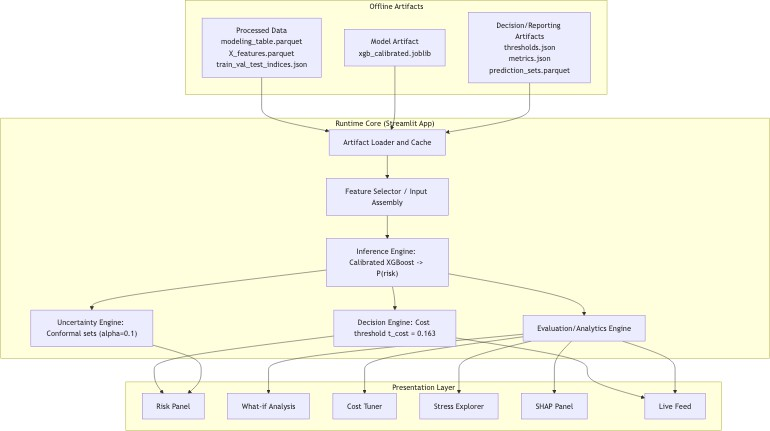 Offline Artifacts
Processed Data
modeling_table.parquet
X_features.parquet
train_val_test_indices.json
Model Artifact
xgb_calibrated.joblib
Decision/Reporting
Artifacts
thresholds.json
metrics.json
prediction_sets.parquet
Runtime Core (Streamlit App)
Artifact Loader and Cache
Feature Selector / Input
Assembly
Inference Engine:
Calibrated XGBoost ->
P(risk)
Uncertainty Engine:
Conformal sets (alpha=0.1)
Decision Engine: Cost
threshold t_cost = 0.163
Evaluation/Analytics Engine
Presentation Layer
Risk Panel
What-if Analysis
Cost Tuner
Stress Explorer
SHAP Panel
Live Feed